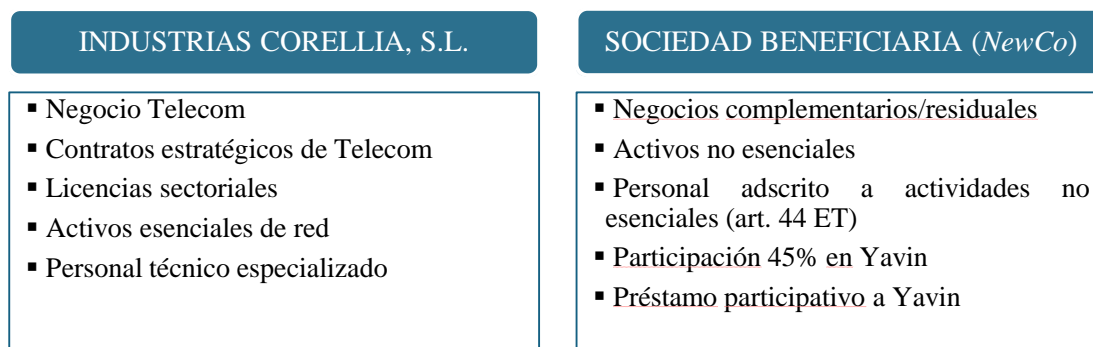 INDUSTRIAS CORELLIA, S.L.
▪ Negocio Telecom
▪ Contratos estratégicos de Telecom
▪ Licencias sectoriales
▪ Activos esenciales de red
▪ Personal técnico especializado
SOCIEDAD BENEFICIARIA (NewCo)
▪ Negocios complementarios/residuales
▪ Activos no esenciales
▪ Personal adscrito a actividades no
esenciales (art. 44 ET)
▪ Participación 45% en Yavin
▪ Préstamo participativo a Yavin